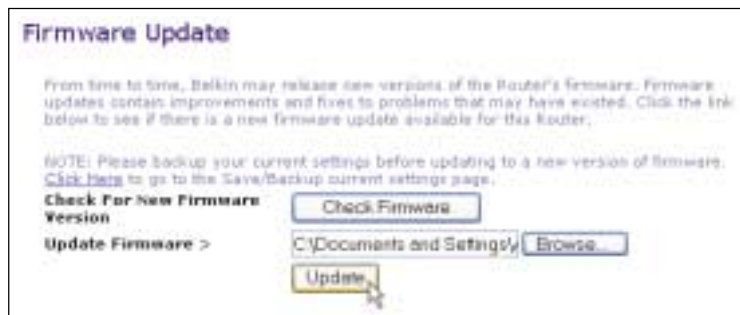 Firmware Update
From time to time, Belkin may release new versions of the Router's firmware. Firmware
updates contain improvements and fixes to problems that may have existed. Click the link
below to see if there is a new firmware update available for this Router.
NOTE: Please backup your current settings before updating to a new version of firmware.
Click Here to go to the Save/Backup current settings page.
Check For New Firmware
Version
Check Firmware
Update Firmware >
C:\Documents and Settings\
Browse...
Update